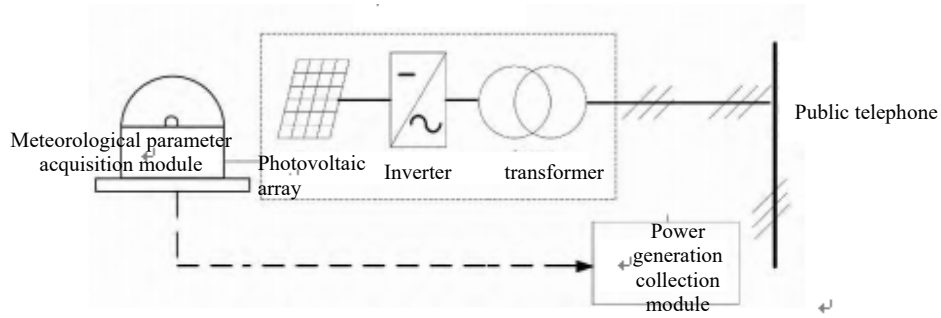 Meteorological parameter
acquisition module
Photovoltaic
array
Inverter
transformer
Public telephone
Power
generation
collection
module